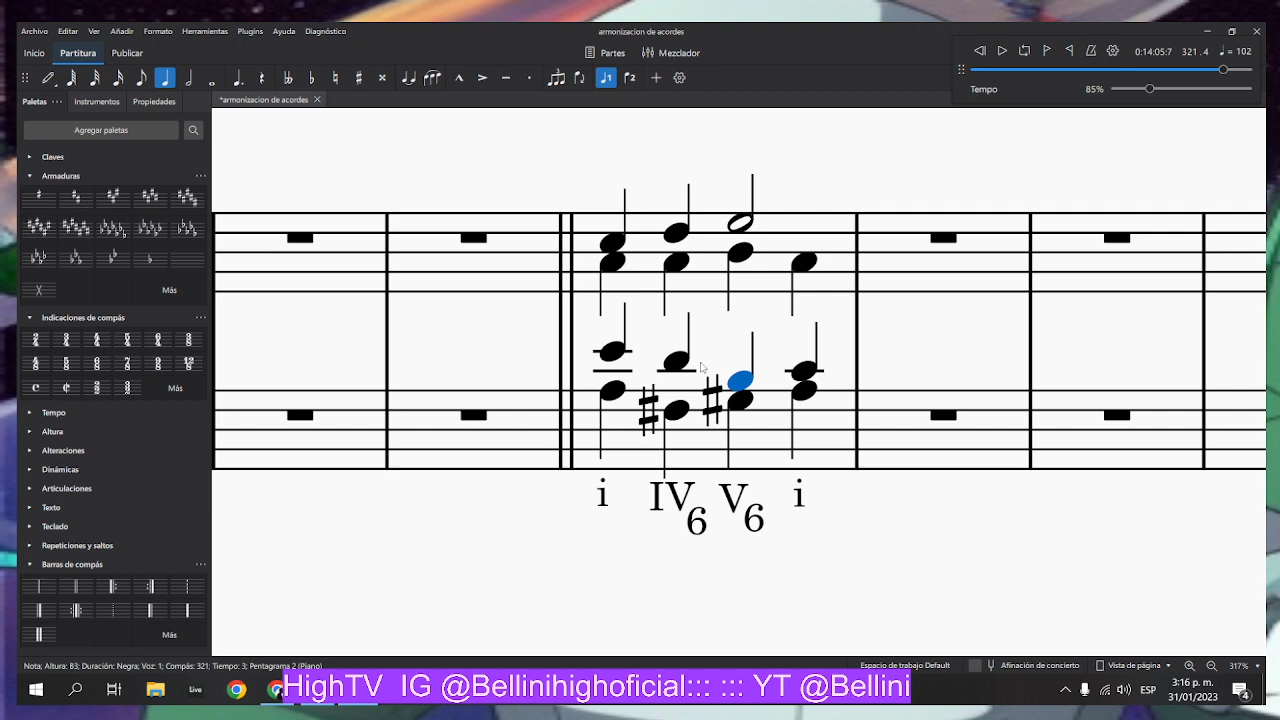 Archivo Editar Ver Añadir Formato Herramientas Plugins Ayuda Diagnóstico
armonizacion de acordes
Inicio Partitura Publicar
Partes Mezclador
0:14:05:7 321 .4 = 102
Paletas Instrumentos Propiedades
*armonizacion de acordes
Tempo 85%
Agregar paletas
Claves
Armaduras
Más
Indicaciones de compás
Más
Tempo
Altura
Alteraciones
Dinámicas
Articulaciones
Texto
Teclado
Repeticiones y saltos
Barras de compás
Más
i IV6 V6 i
Nota; Altura: B3; Duración: Negra; Voz: 1; Compás: 321; Tiempo: 3; Pentagrama 2 (Piano)
Espacio de trabajo Default Afinación de concierto Vista de página 317%
Live
HighTV IG @Bellinihighoficial::: ::: YT @Bellini
ESP
3:16 p. m.
31/01/2023
4